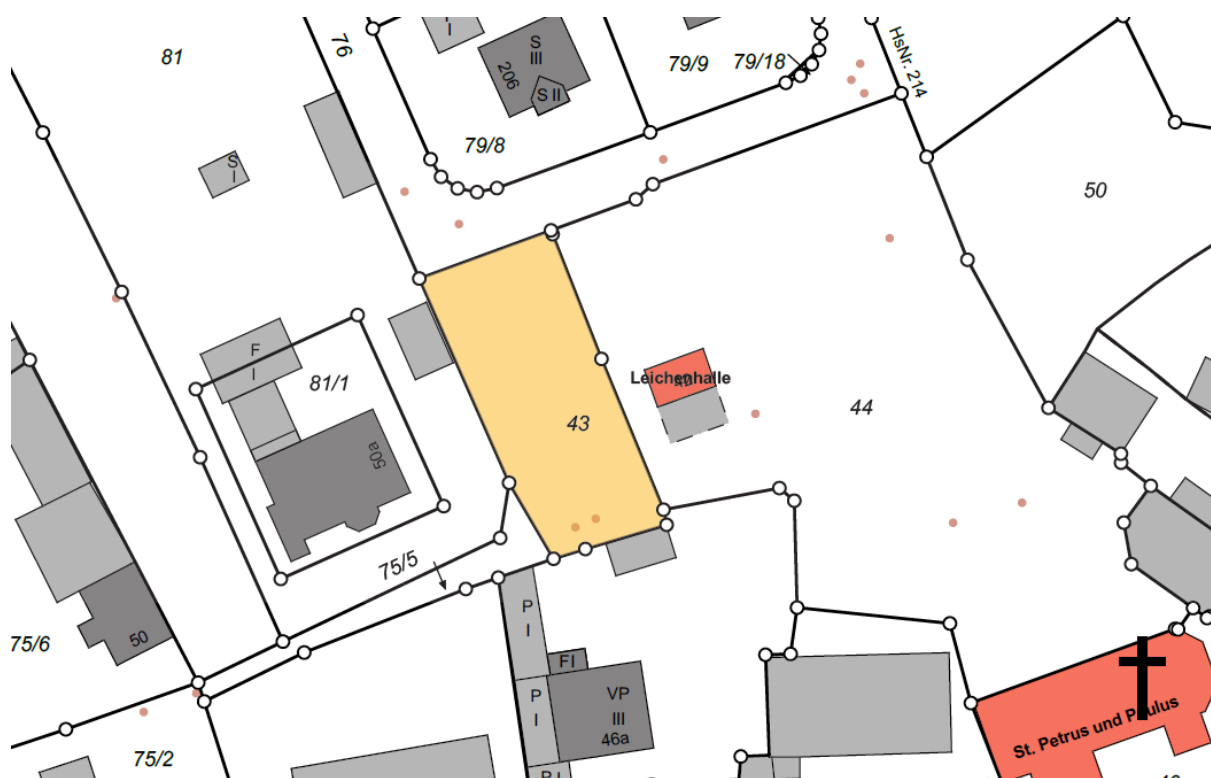 I
81
76
S
III
206
S II
79/9
79/18
HsNr. 214
79/8
S
I
50
F
I
81/1
Leichenhalle
43
44
50a
75/5
50
75/6
P
I
F I
P
I
VP
III
46a
P I
75/2
St. Petrus und Paulus